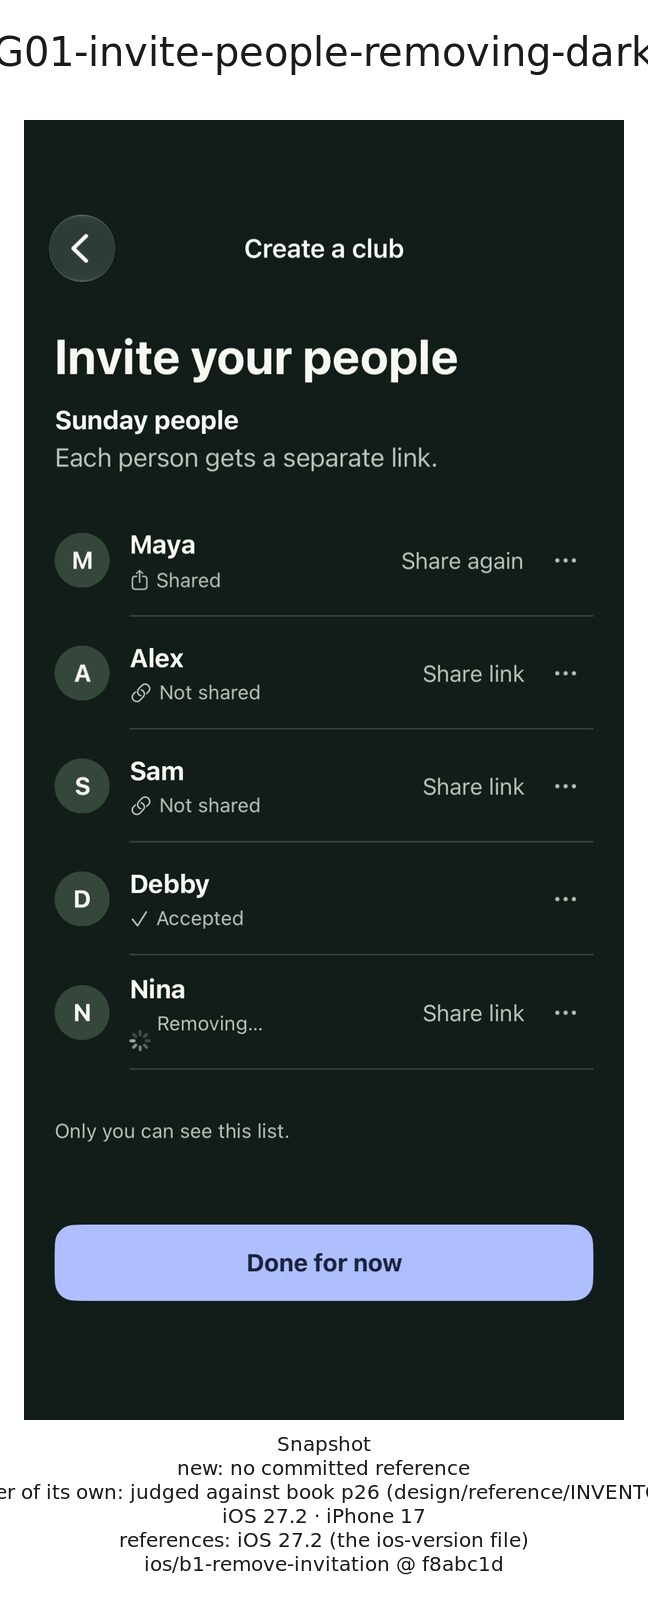 G01-invite-people-removing-dark
Create a club
Invite your people
Sunday people
Each person gets a separate link.
M
Maya
Shared
Share again
A
Alex
Not shared
Share link
S
Sam
Not shared
Share link
D
Debby
Accepted
N
Nina
Removing...
Share link
Only you can see this list.
Done for now
Snapshot
new: no committed reference
er of its own: judged against book p26 (design/reference/INVENTO
iOS 27.2 · iPhone 17
references: iOS 27.2 (the ios-version file)
ios/b1-remove-invitation @ f8abc1d